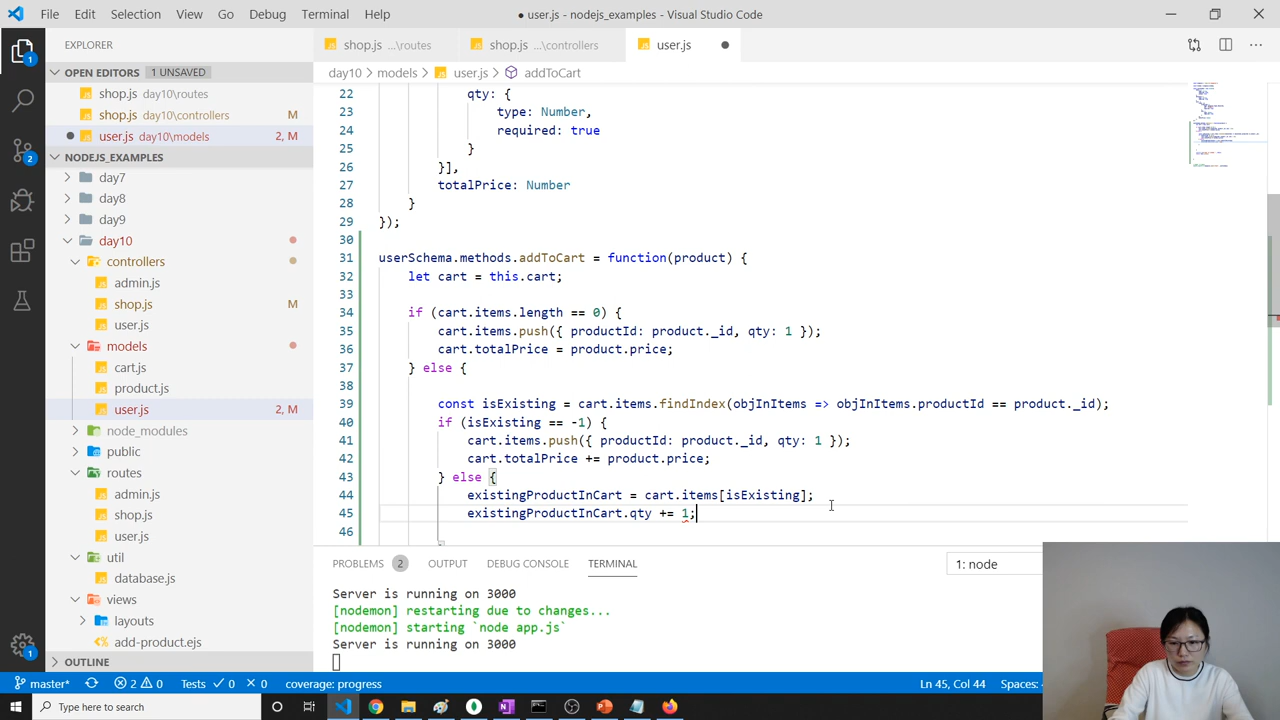 File Edit Selection View Go Debug Terminal Help
● user.js - nodejs_examples - Visual Studio Code
EXPLORER
OPEN EDITORS 1 UNSAVED
shop.js day10\routes
shop.js day10\controllers M
user.js day10\models 2, M
NODEJS_EXAMPLES
day7
day8
day9
day10
controllers
admin.js
shop.js M
user.js
models
cart.js
product.js
user.js 2, M
node_modules
public
routes
admin.js
shop.js
user.js
util
database.js
views
layouts
add-product.ejs
OUTLINE
shop.js ...\routes shop.js ...\controllers user.js
day10 > models > user.js > addToCart
22 qty: {
23 type: Number,
24 required: true
25 }
26 }],
27 totalPrice: Number
28 }
29 });
30
31 userSchema.methods.addToCart = function(product) {
32 let cart = this.cart;
33
34 if (cart.items.length == 0) {
35 cart.items.push({ productId: product._id, qty: 1 });
36 cart.totalPrice = product.price;
37 } else {
38
39 const isExisting = cart.items.findIndex(objInItems => objInItems.productId == product._id);
40 if (isExisting == -1) {
41 cart.items.push({ productId: product._id, qty: 1 });
42 cart.totalPrice += product.price;
43 } else {
44 existingProductInCart = cart.items[isExisting];
45 existingProductInCart.qty += 1;
46
PROBLEMS 2 OUTPUT DEBUG CONSOLE TERMINAL 1: node
Server is running on 3000
[nodemon] restarting due to changes...
[nodemon] starting `node app.js`
Server is running on 3000
master* 2 0 Tests 0 0 coverage: progress Ln 45, Col 44 Spaces:
Type here to search